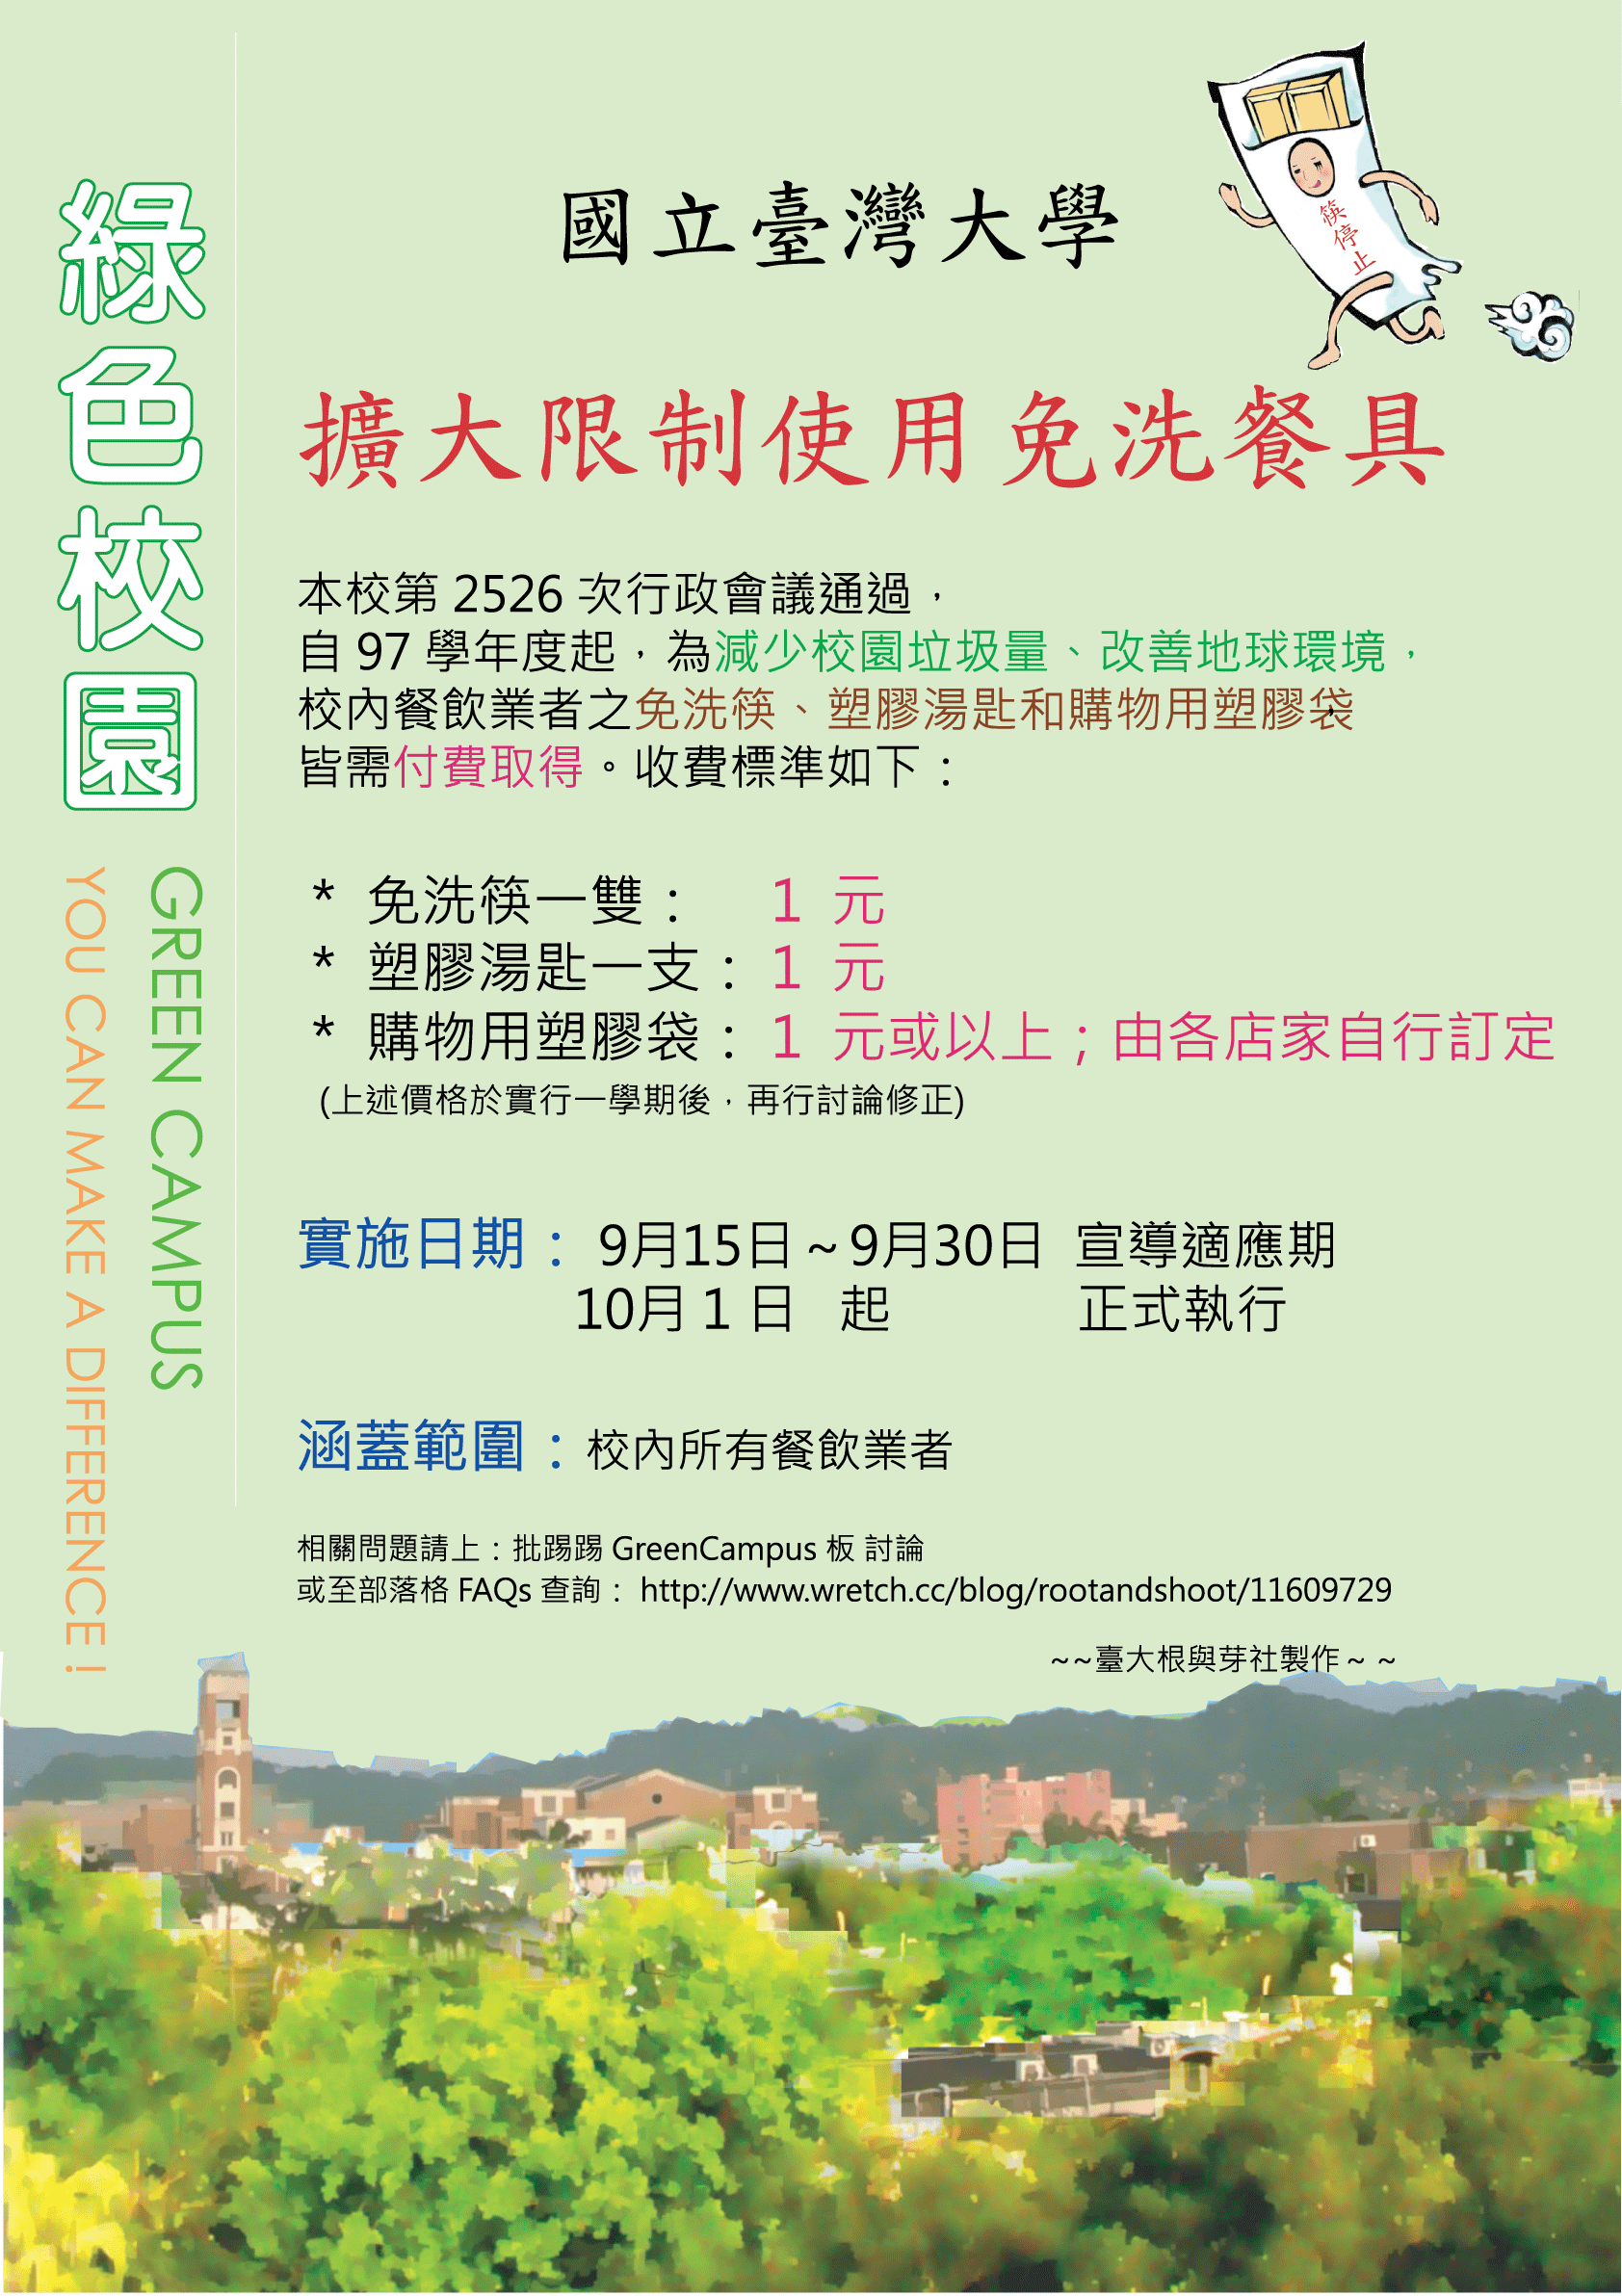 綠色校園
GREEN CAMPUS
YOU CAN MAKE A DIFFERENCE !
筷停止
國立臺灣大學
擴大限制使用免洗餐具
本校第 2526 次行政會議通過，
自 97 學年度起，為減少校園垃圾量、改善地球環境，
校內餐飲業者之免洗筷、塑膠湯匙和購物用塑膠袋
皆需付費取得。收費標準如下：
* 免洗筷一雙： 1 元
* 塑膠湯匙一支： 1 元
* 購物用塑膠袋： 1 元或以上；由各店家自行訂定
(上述價格於實行一學期後，再行討論修正)
實施日期： 9月15日 ~ 9月30日 宣導適應期
10月 1 日 起 正式執行
涵蓋範圍：校內所有餐飲業者
相關問題請上：批踢踢 GreenCampus 板 討論
或至部落格 FAQs 查詢： http://www.wretch.cc/blog/rootandshoot/11609729
~~臺大根與芽社製作~ ~